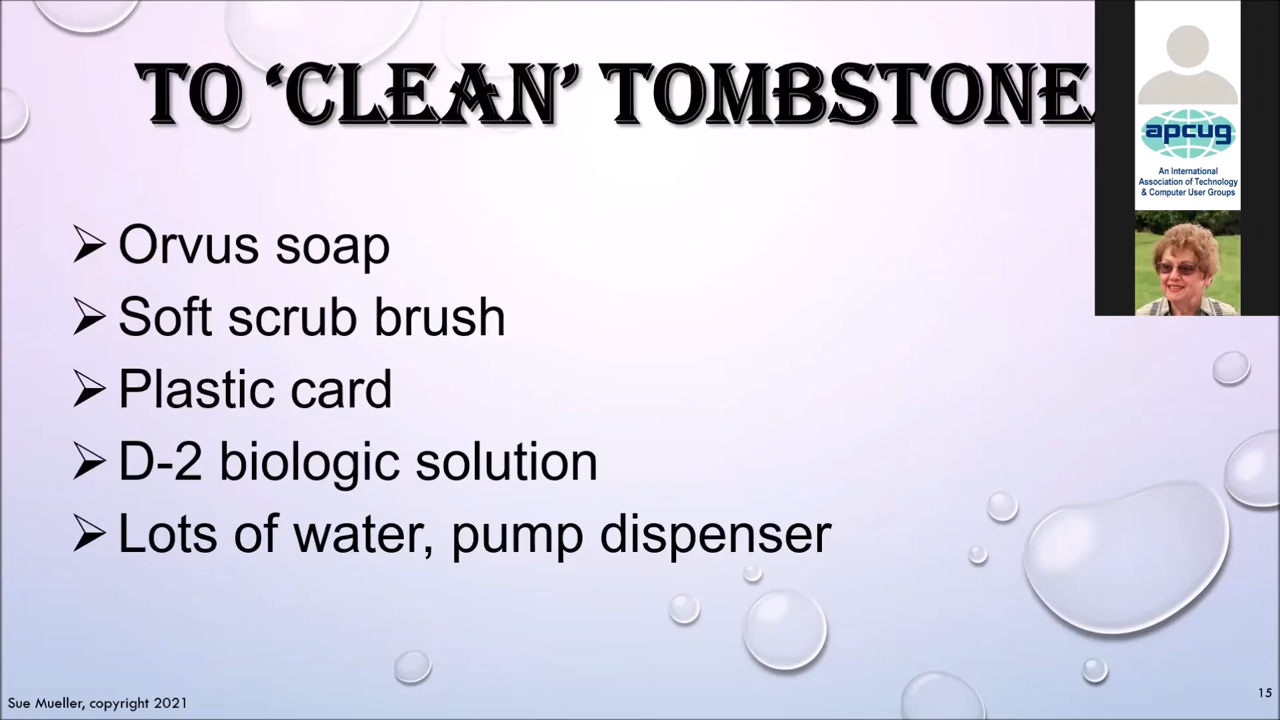 TO ‘CLEAN’ TOMBSTONE
apcug
An International
Association of Technology
& Computer User Groups
➢ Orvus soap
➢ Soft scrub brush
➢ Plastic card
➢ D-2 biologic solution
➢ Lots of water, pump dispenser
Sue Mueller, copyright 2021
15